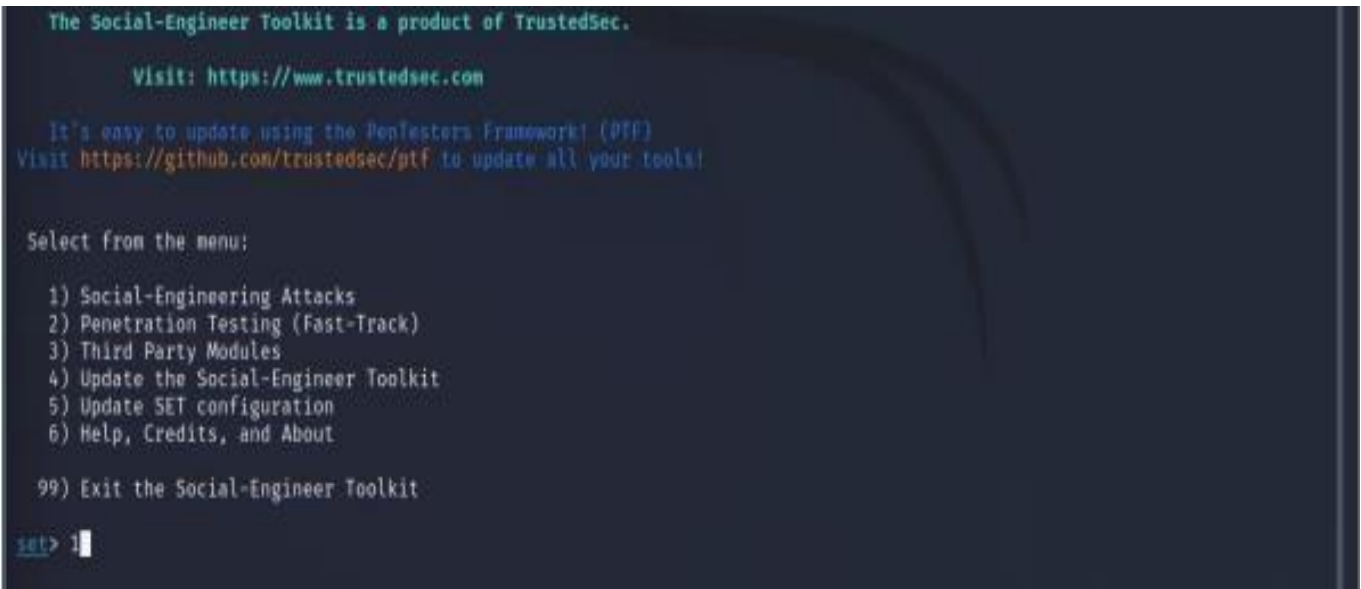 The Social-Engineer Toolkit is a product of TrustedSec.
Visit: https://www.trustedsec.com
It's easy to update using the PenTesters Framework! (PTF)
Visit https://github.com/trustedsec/ptf to update all your tools!
Select from the menu:
1) Social-Engineering Attacks
2) Penetration Testing (Fast-Track)
3) Third Party Modules
4) Update the Social-Engineer Toolkit
5) Update SET configuration
6) Help, Credits, and About
99) Exit the Social-Engineer Toolkit
set> 1